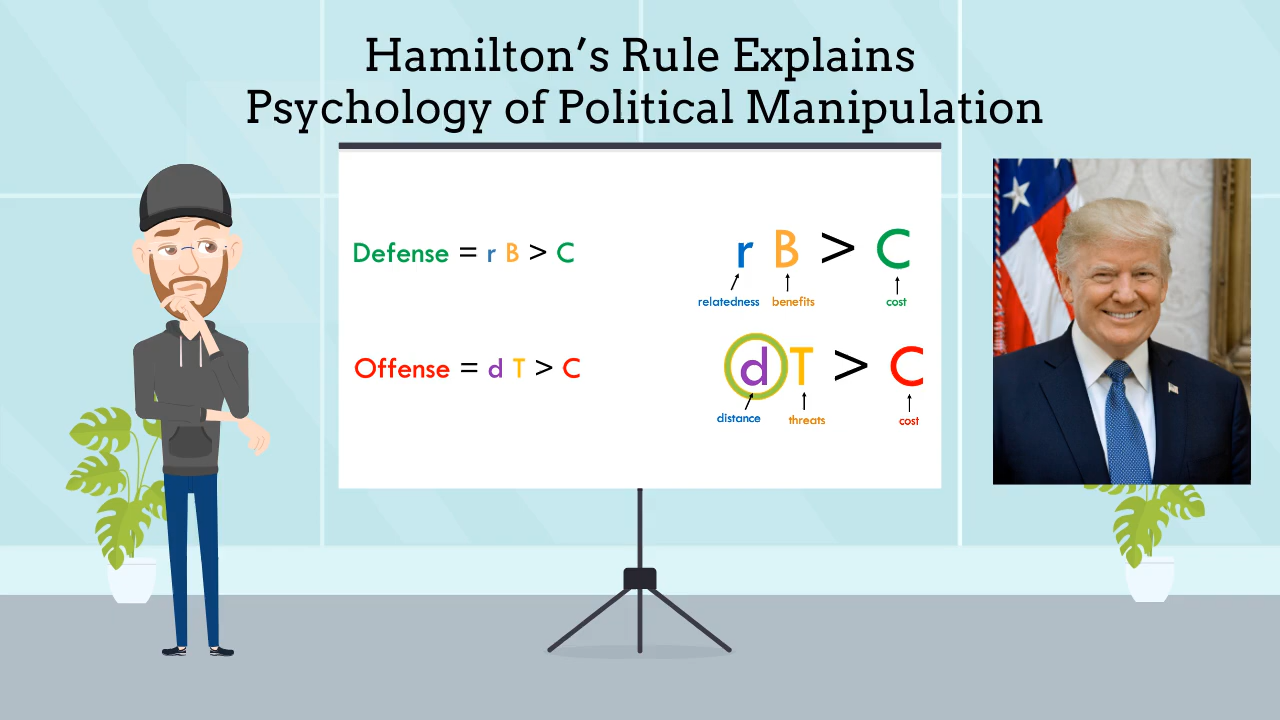 Hamilton’s Rule Explains
Psychology of Political Manipulation
Defense = r B > C
r B > C
relatedness benefits cost
Offense = d T > C
d T > C
distance threats cost